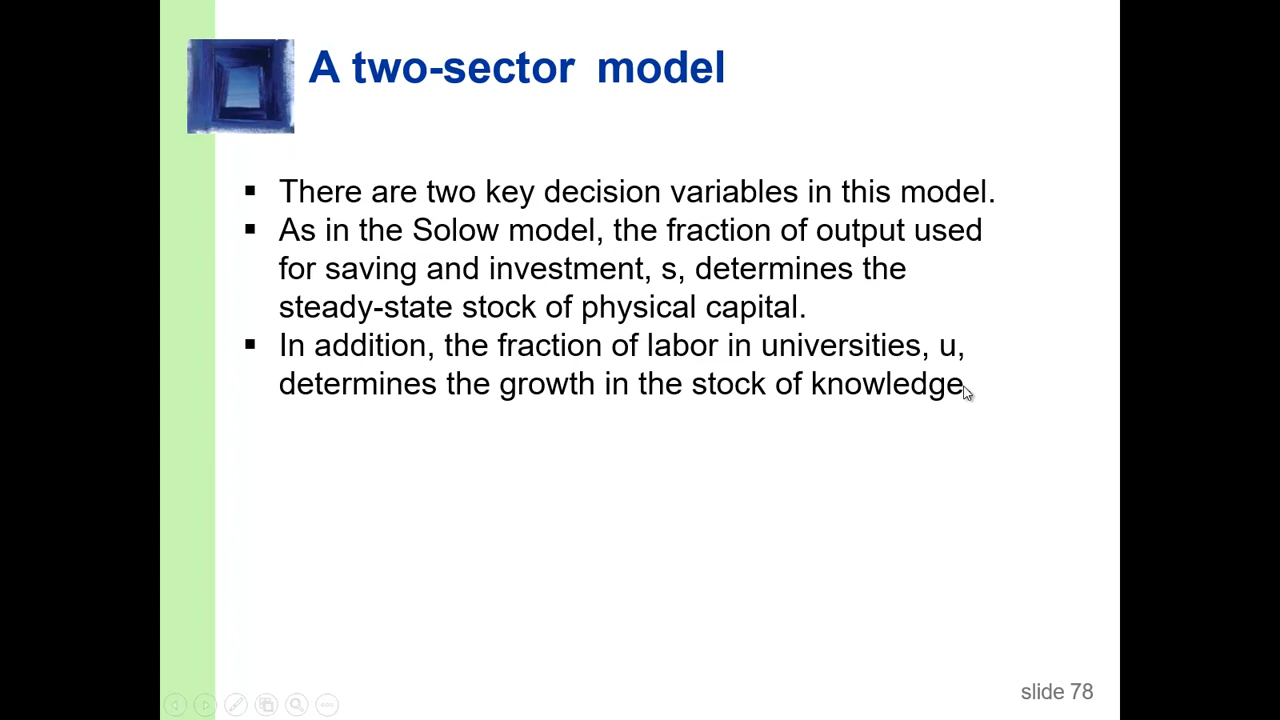 A two-sector model
▪ There are two key decision variables in this model.
▪ As in the Solow model, the fraction of output used
for saving and investment, s, determines the
steady-state stock of physical capital.
▪ In addition, the fraction of labor in universities, u,
determines the growth in the stock of knowledge.
slide 78